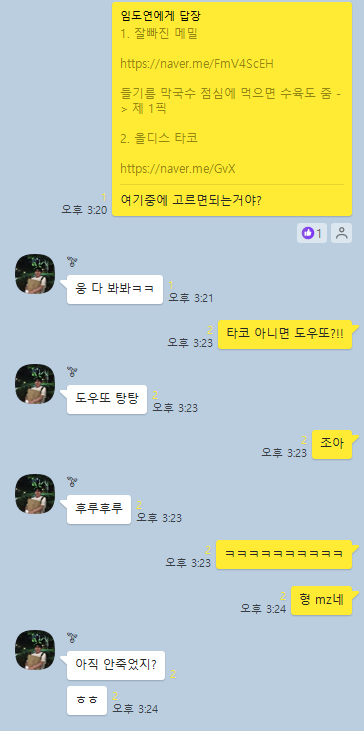 임도연에게 답장
1. 잘빠진 메밀
https://naver.me/FmV4ScEH
들기름 막국수 점심에 먹으면 수육도 줌 -
> 제 1픽
2. 올디스 타코
https://naver.me/GvX
여기중에 고르면되는거야?
1
오후 3:20
1
웅 다 봐봐ㅋㅋ
1
오후 3:21
타코 아니면 도우또?!!
2
오후 3:23
도우또 탕탕
2
오후 3:23
조아
2
오후 3:23
후루후루
2
오후 3:23
ㅋㅋㅋㅋㅋㅋㅋㅋㅋㅋ
2
오후 3:23
형 mz네
2
오후 3:24
아직 안죽었지?
2
ㅎㅎ
2
오후 3:24